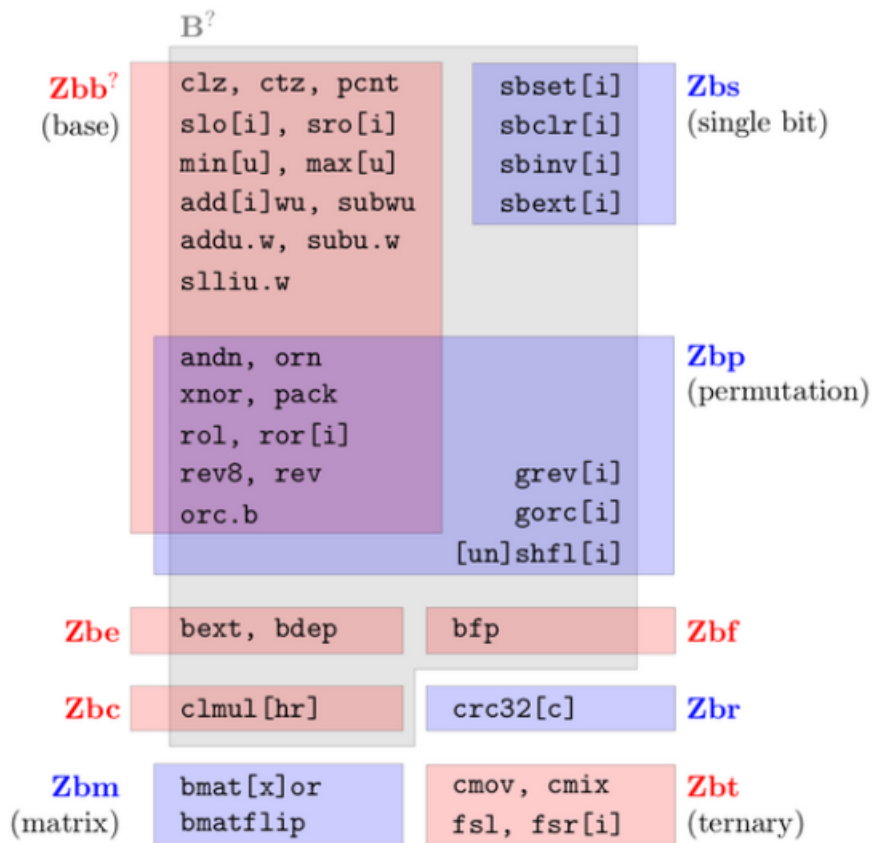 B?
Zbb?
(base)
clz, ctz, pcnt
slo[i], sro[i]
min[u], max[u]
add[i]wu, subwu
addu.w, subu.w
slliu.w
sbset[i]
sbclr[i]
sbinv[i]
sbext[i]
Zbs
(single bit)
andn, orn
xnor, pack
rol, ror[i]
rev8, rev
orc.b
grev[i]
gorc[i]
[un]shfl[i]
Zbp
(permutation)
Zbe
bext, bdep
bfp
Zbf
Zbc
clmul[hr]
crc32[c]
Zbr
Zbm
(matrix)
bmat[x]or
bmatflip
cmov, cmix
fsl, fsr[i]
Zbt
(ternary)